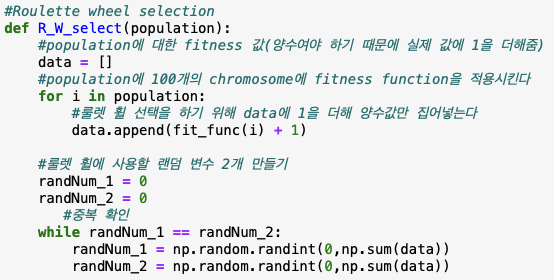 #Roulette wheel selection
def R_W_select(population):
    #population에 대한 fitness 값(양수여야 하기 때문에 실제 값에 1을 더해줌)
    data = []
    #population에 100개의 chromosome에 fitness function을 적용시킨다
    for i in population:
        #룰렛 휠 선택을 하기 위해 data에 1을 더해 양수값만 집어넣는다
        data.append(fit_func(i) + 1)
    #룰렛 휠에 사용할 랜덤 변수 2개 만들기
    randNum_1 = 0
    randNum_2 = 0
       #중복 확인
    while randNum_1 == randNum_2:
        randNum_1 = np.random.randint(0,np.sum(data))
        randNum_2 = np.random.randint(0,np.sum(data))